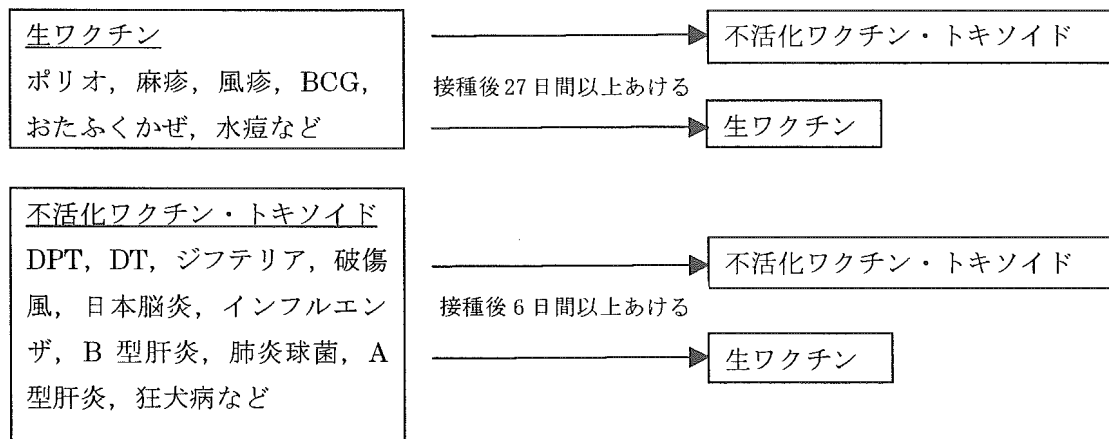 生ワクチン
ポリオ，麻疹，風疹，BCG，
おたふくかぜ，水痘など
不活化ワクチン・トキソイド
接種後27日間以上あける
生ワクチン
不活化ワクチン・トキソイド
DPT，DT，ジフテリア，破傷
風，日本脳炎，インフルエン
ザ，B 型肝炎，肺炎球菌，A
型肝炎，狂犬病など
不活化ワクチン・トキソイド
接種後6日間以上あける
生ワクチン